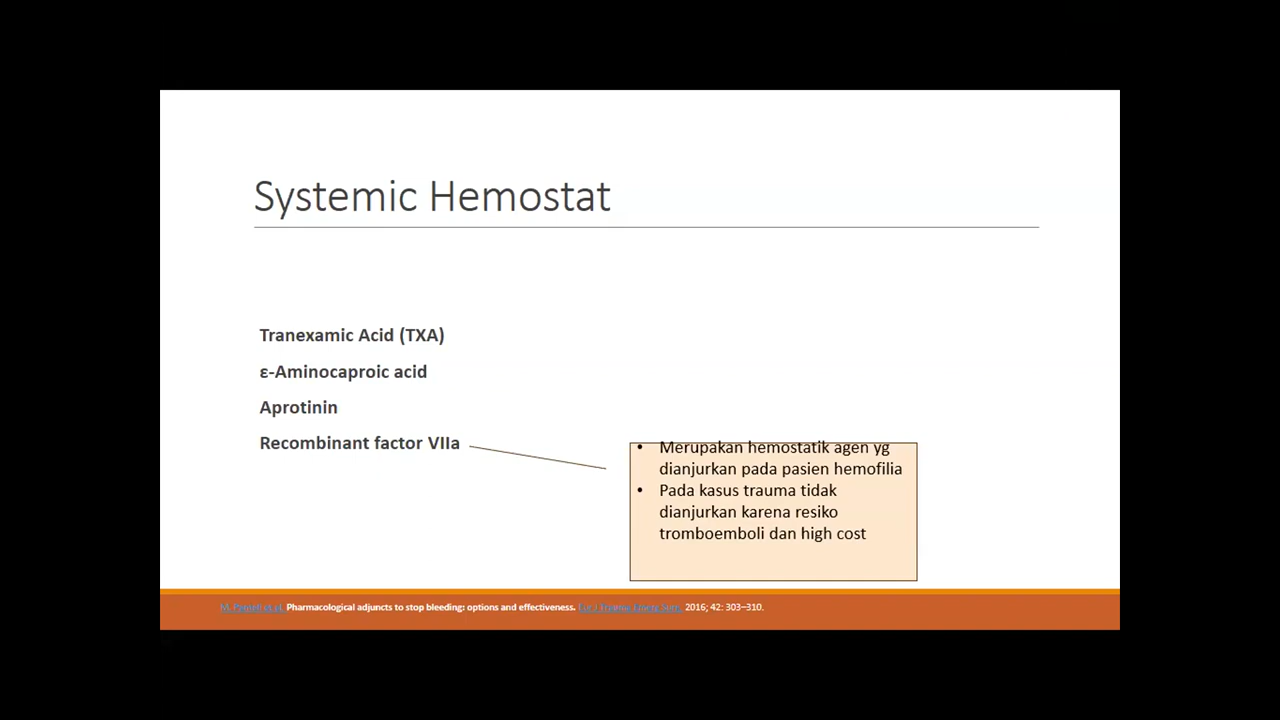 Systemic Hemostat
Tranexamic Acid (TXA)
ε-Aminocaproic acid
Aprotinin
Recombinant factor VIIa
• Merupakan hemostatik agen yg
dianjurkan pada pasien hemofilia
• Pada kasus trauma tidak
dianjurkan karena resiko
tromboemboli dan high cost
Pharmacological adjuncts to stop bleeding: options and effectiveness. 2016; 42: 303–310.